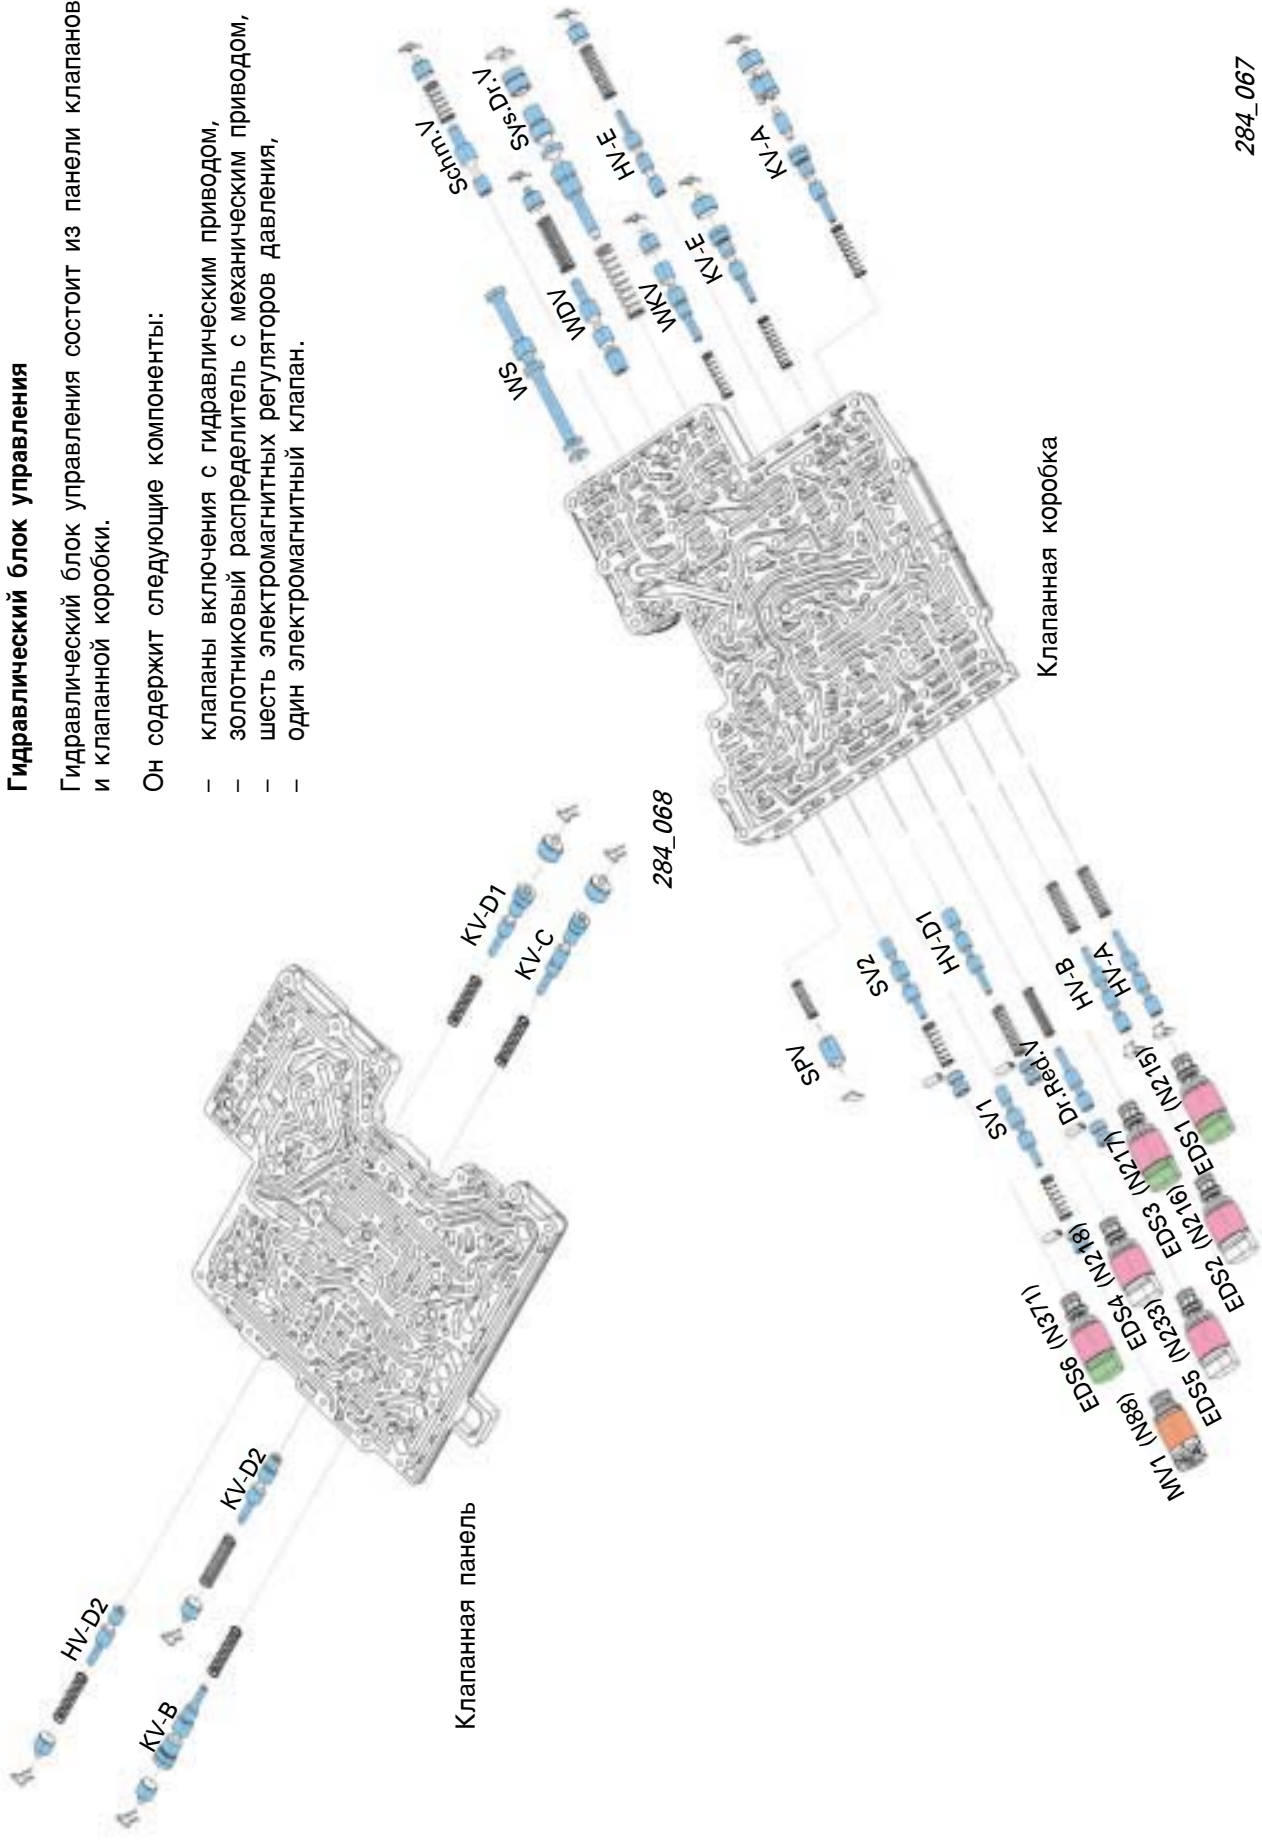 Гидравлический блок управления
Гидравлический блок управления состоит из панели клапанов
и клапанной коробки.
Он содержит следующие компоненты:
– клапаны включения с гидравлическим приводом,
– золотниковый распределитель с механическим приводом,
– шесть электромагнитных регуляторов давления,
– один электромагнитный клапан.
HV-D2
KV-B
KV-D2
KV-D1
KV-C
Клапанная панель
284_068
Schm.V
Sys.Dr.V
WS
WDV
HV-E
WKV
KV-E
KV-A
SPV
SV2
HV-D1
SV1
Dr.Red.V
HV-B
HV-A
EDS6 (N371)
EDS4 (N218)
EDS3 (N217)
EDS1 (N215)
MV1 (N88)
EDS5 (N233)
EDS2 (N216)
Клапанная коробка
284_067